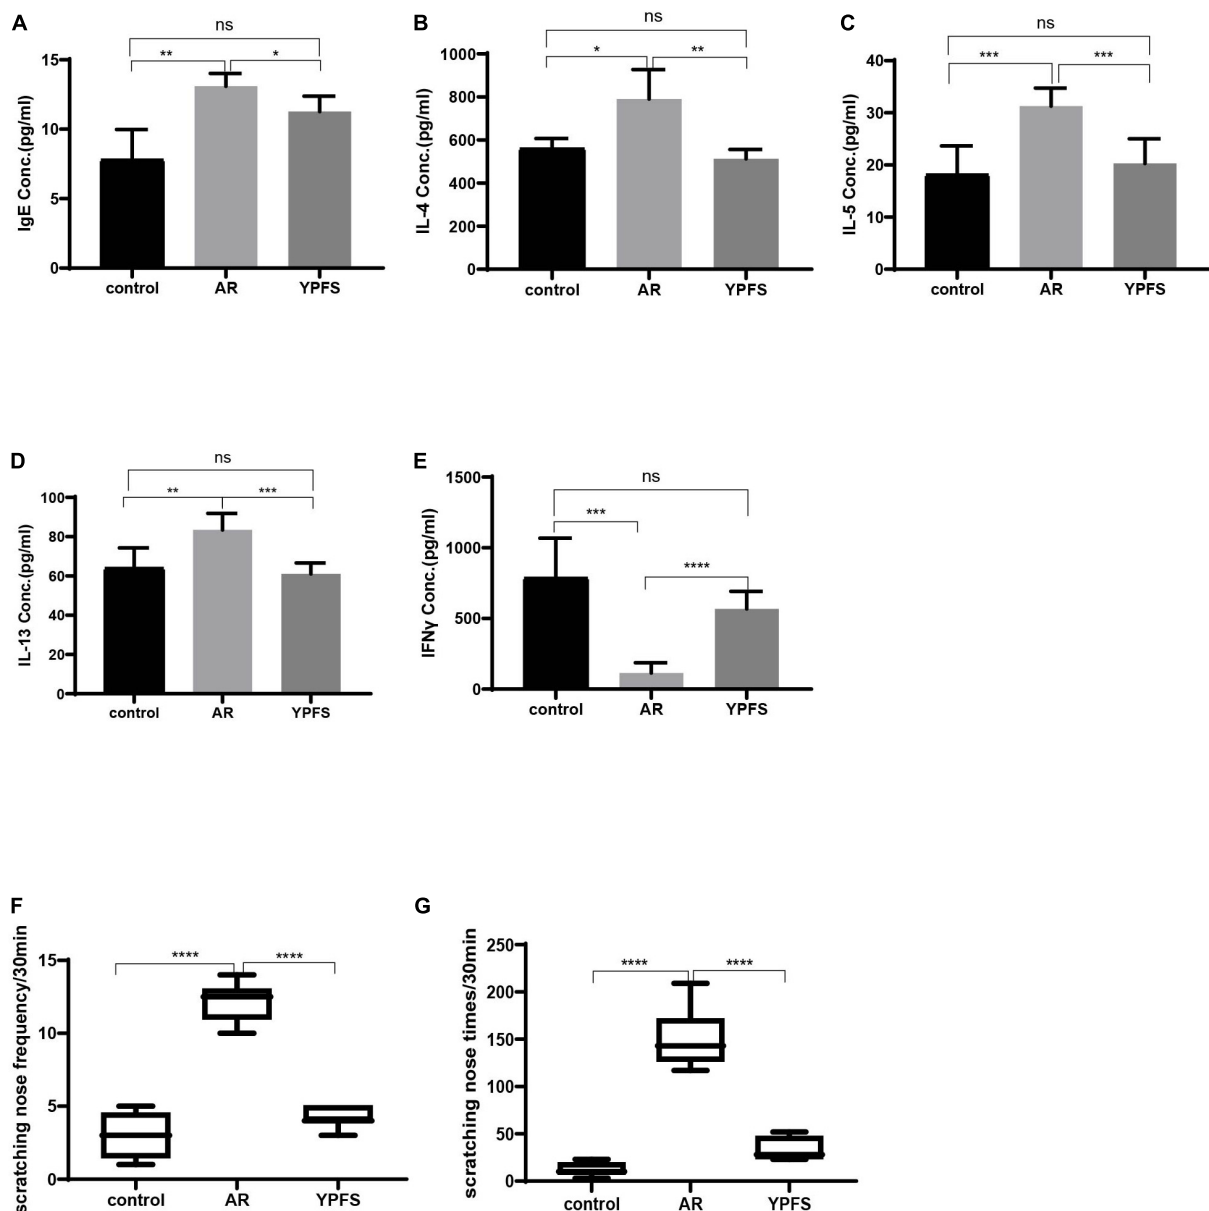 A
ns
**
*
IgE Conc.(pg/ml)
15
10
5
0
control AR YPFS
B
ns
*
**
IL-4 Conc.(pg/ml)
1000
800
600
400
200
0
control AR YPFS
C
ns
***
***
IL-5 Conc.(pg/ml)
40
30
20
10
0
control AR YPFS
D
ns
**
***
IL-13 Conc.(pg/ml)
100
80
60
40
20
0
control AR YPFS
E
ns
***
****
IFNγ Conc.(pg/ml)
1500
1000
500
0
control AR YPFS
F
****
****
scratching nose frequency/30min
15
10
5
0
control AR YPFS
G
****
****
scratching nose times/30min
250
200
150
100
50
0
control AR YPFS